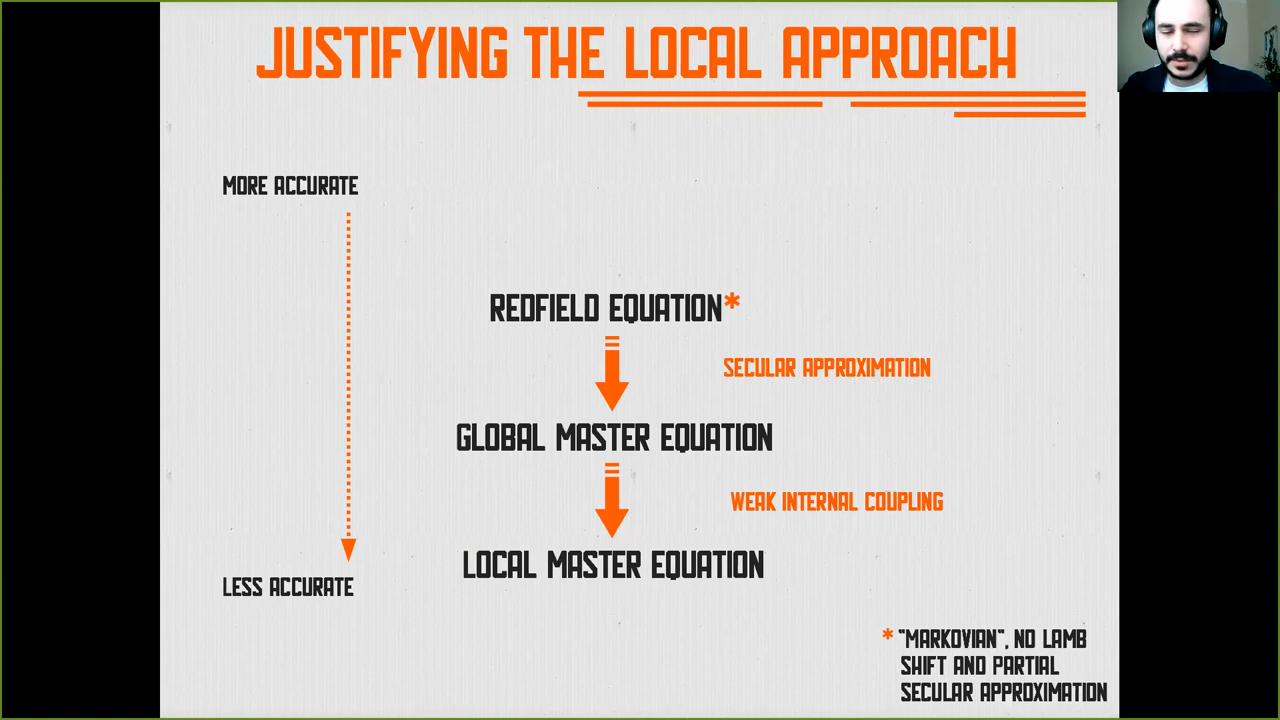 JUSTIFYING THE LOCAL APPROACH
MORE ACCURATE
REDFIELD EQUATION*
SECULAR APPROXIMATION
GLOBAL MASTER EQUATION
WEAK INTERNAL COUPLING
LOCAL MASTER EQUATION
LESS ACCURATE
* "MARKOVIAN", NO LAMB
SHIFT AND PARTIAL
SECULAR APPROXIMATION